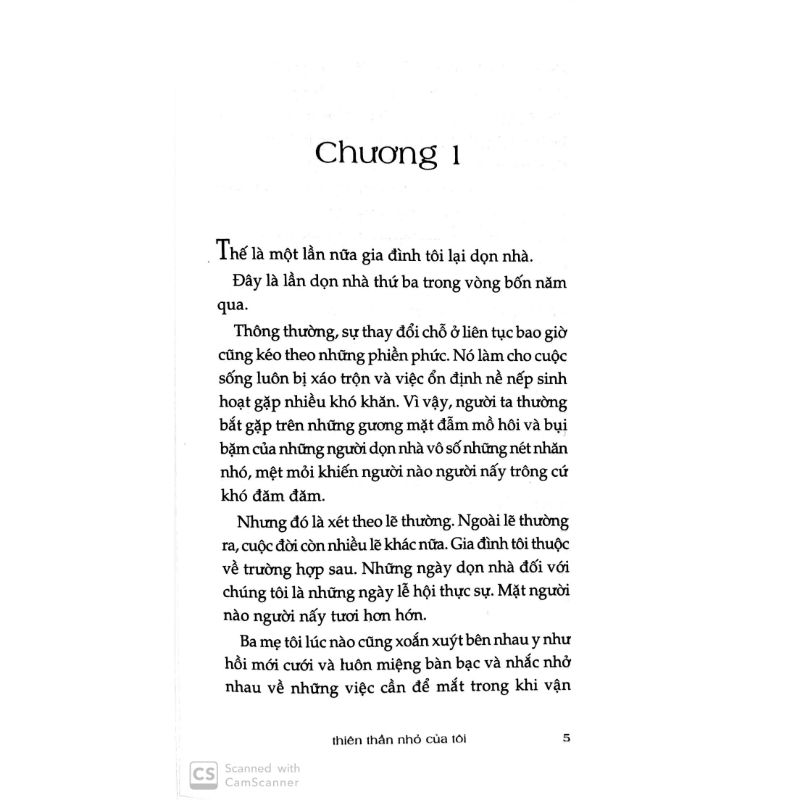 Chương 1
Thế là một lần nữa gia đình tôi lại dọn nhà.
Đây là lần dọn nhà thứ ba trong vòng bốn năm
qua.
Thông thường, sự thay đổi chỗ ở liên tục bao giờ
cũng kéo theo những phiền phức. Nó làm cho cuộc
sống luôn bị xáo trộn và việc ổn định nề nếp sinh
hoạt gặp nhiều khó khăn. Vì vậy, người ta thường
bắt gặp trên những gương mặt đẫm mồ hôi và bụi
bặm của những người dọn nhà vô số những nét nhăn
nhó, mệt mỏi khiến người nào người nấy trông cứ
khó đăm đăm.
Nhưng đó là xét theo lẽ thường. Ngoài lẽ thường
ra, cuộc đời còn nhiều lẽ khác nữa. Gia đình tôi thuộc
về trường hợp sau. Những ngày dọn nhà đối với
chúng tôi là những ngày lễ hội thực sự. Mặt người
nào người nấy tươi hơn hớn.
Ba mẹ tôi lúc nào cũng xoắn xuýt bên nhau y như
hồi mới cưới và luôn miệng bàn bạc và nhắc nhở
nhau về những việc cần để mắt trong khi vận
thiên thần nhỏ của tôi 5
CS Scanned with
CamScanner